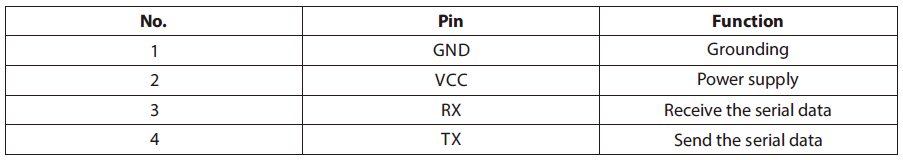 No. Pin Function
1 GND Grounding
2 VCC Power supply
3 RX Receive the serial data
4 TX Send the serial data